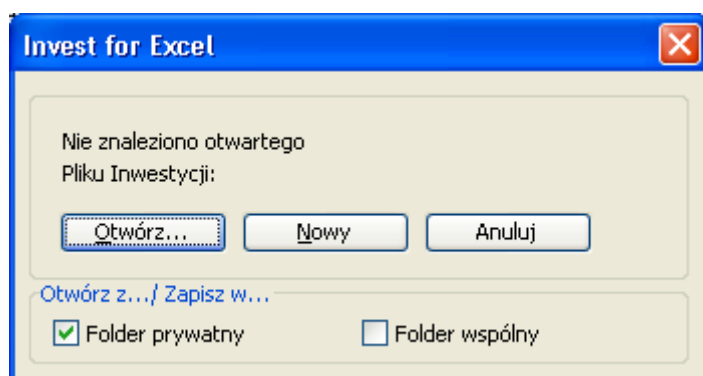 Invest for Excel
Nie znaleziono otwartego
Pliku Inwestycji:
Otwórz... Nowy Anuluj
Otwórz z.../ Zapisz w...
Folder prywatny Folder wspólny